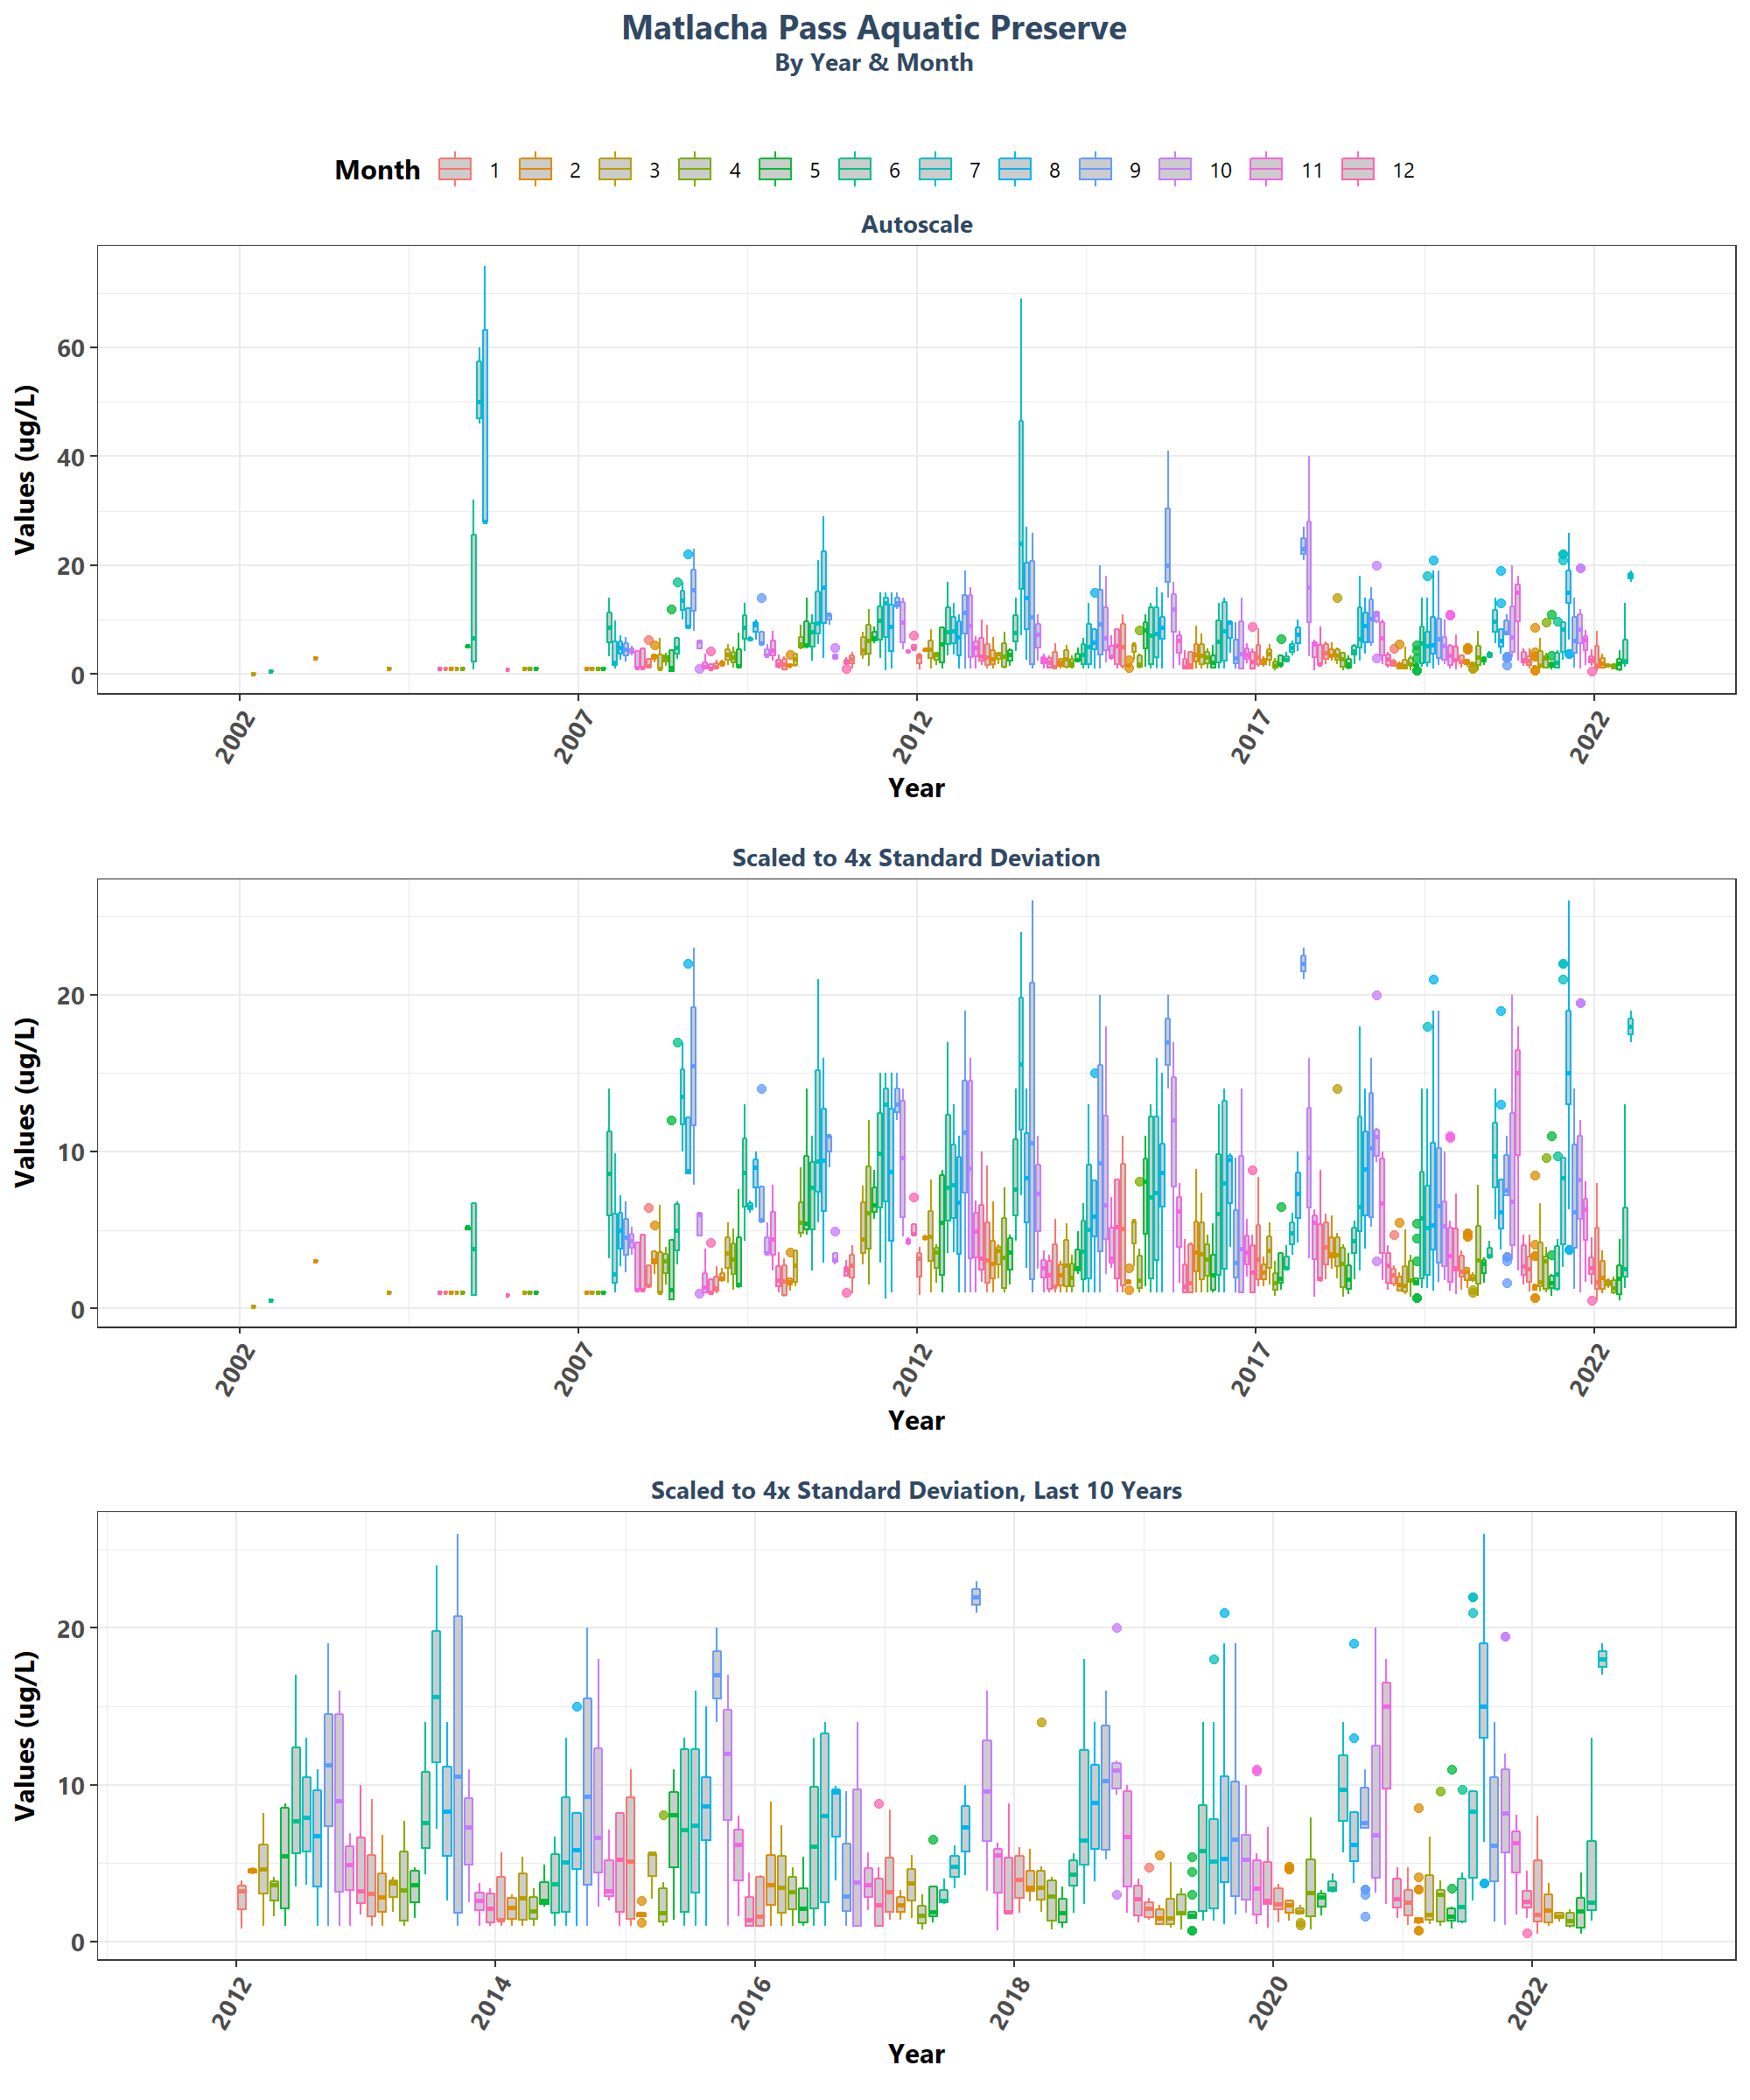 Matlacha Pass Aquatic Preserve
By Year & Month
Month 1 2 3 4 5 6 7 8 9 10 11 12
Autoscale
Values (ug/L)
60
40
20
0
2002 2007 2012 2017 2022
Year
Scaled to 4x Standard Deviation
Values (ug/L)
20
10
0
2002 2007 2012 2017 2022
Year
Scaled to 4x Standard Deviation, Last 10 Years
Values (ug/L)
20
10
0
2012 2014 2016 2018 2020 2022
Year